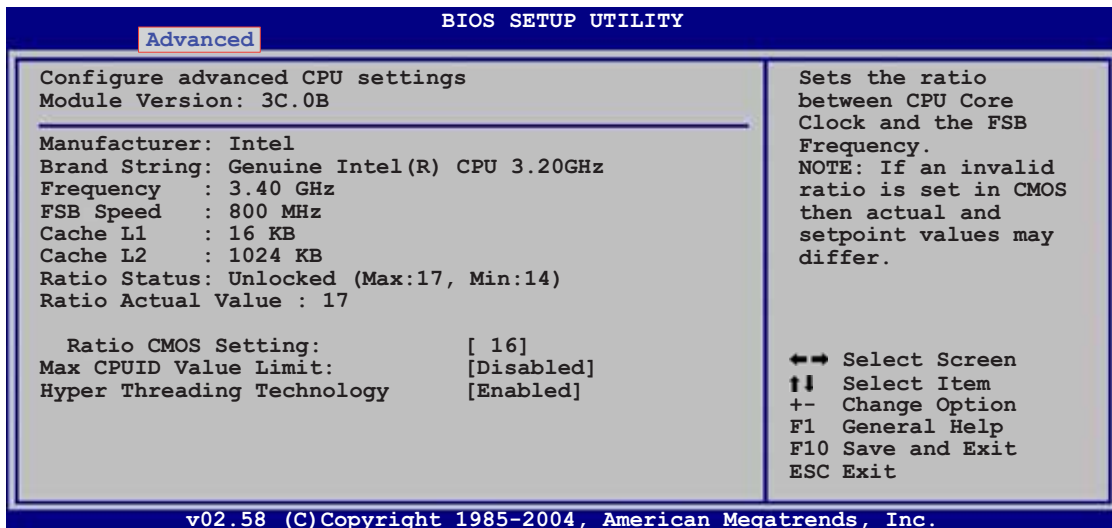 BIOS SETUP UTILITY
Advanced
Configure advanced CPU settings
Module Version: 3C.0B
Manufacturer: Intel
Brand String: Genuine Intel(R) CPU 3.20GHz
Frequency : 3.40 GHz
FSB Speed : 800 MHz
Cache L1 : 16 KB
Cache L2 : 1024 KB
Ratio Status: Unlocked (Max:17, Min:14)
Ratio Actual Value : 17
Ratio CMOS Setting: [ 16]
Max CPUID Value Limit: [Disabled]
Hyper Threading Technology [Enabled]
Sets the ratio
between CPU Core
Clock and the FSB
Frequency.
NOTE: If an invalid
ratio is set in CMOS
then actual and
setpoint values may
differ.
←→ Select Screen
↑↓ Select Item
+- Change Option
F1 General Help
F10 Save and Exit
ESC Exit
v02.58 (C)Copyright 1985-2004, American Megatrends, Inc.